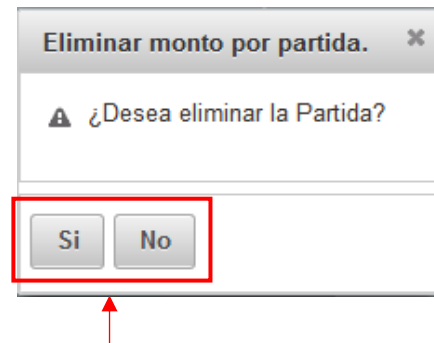 Eliminar monto por partida.
¿Desea eliminar la Partida?
Si No